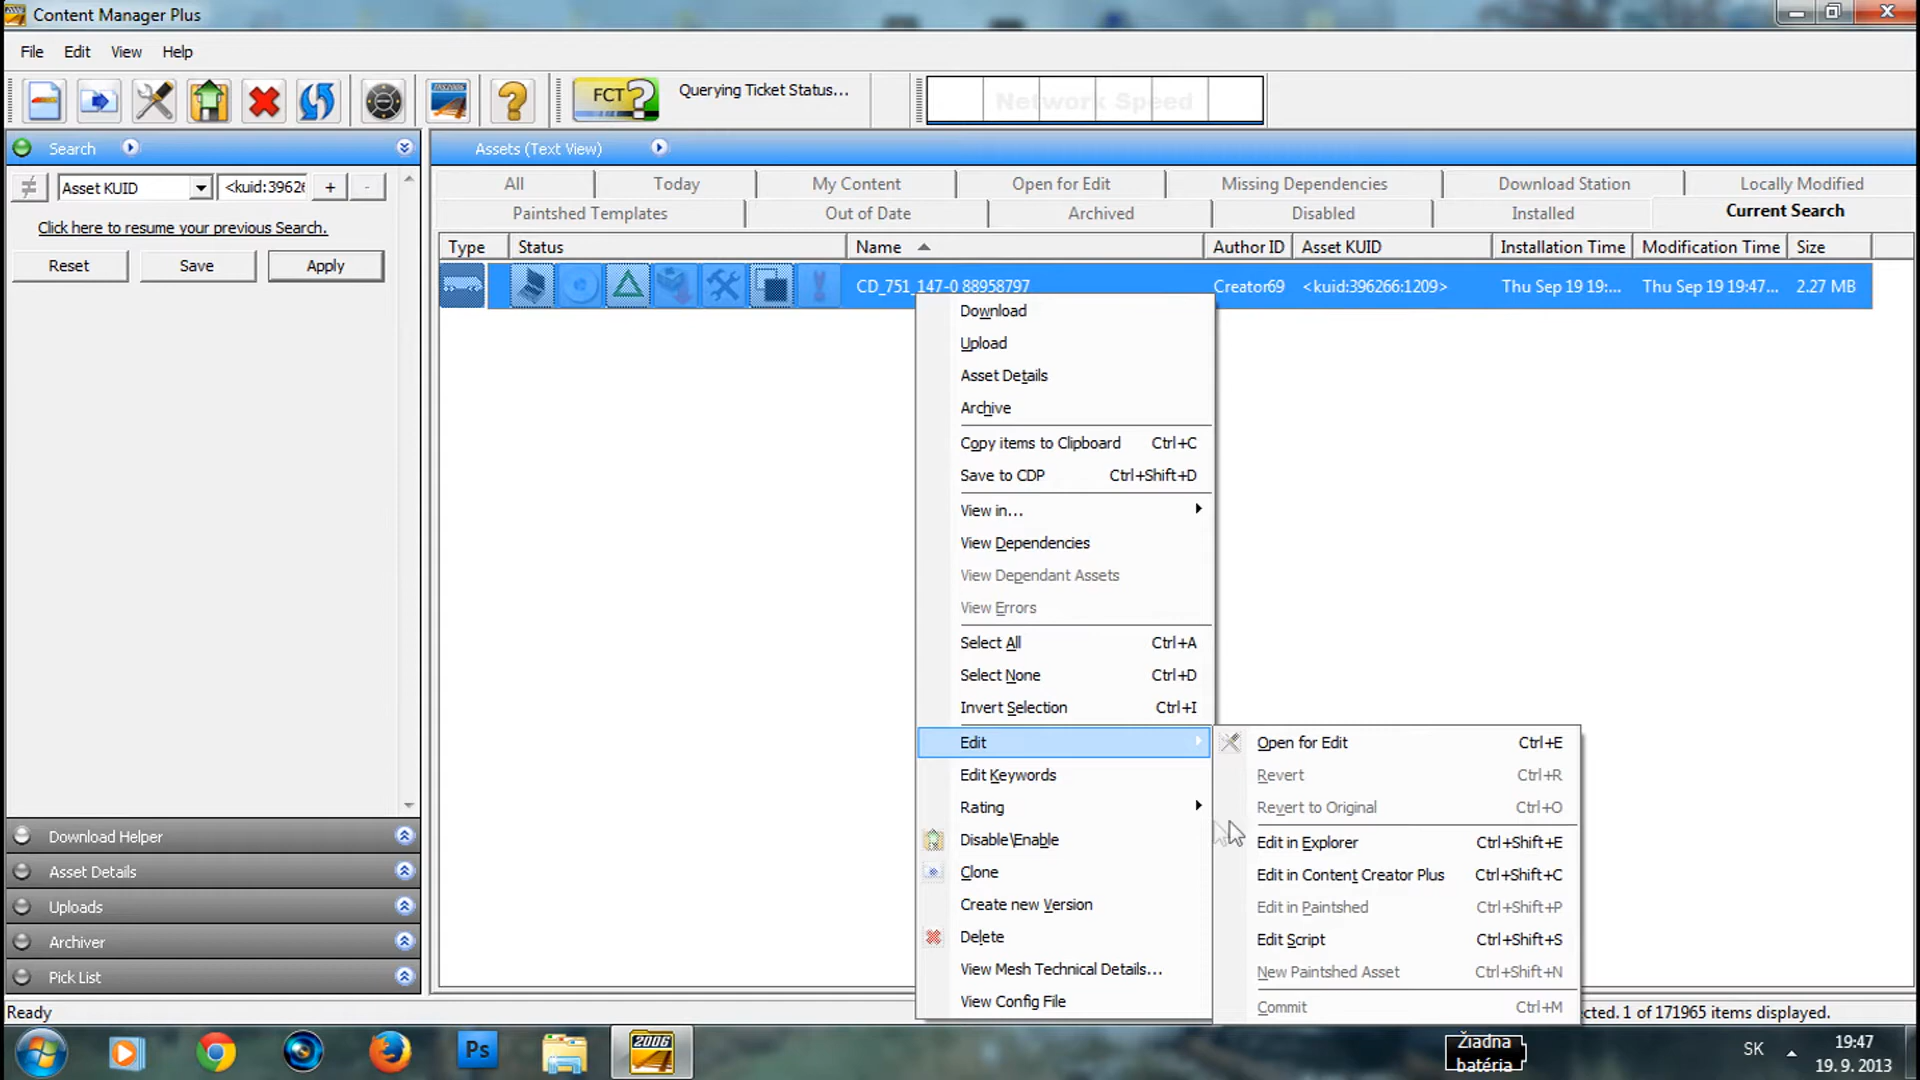 Content Manager Plus
File Edit View Help
FCT? Querying Ticket Status... Network Speed
Search
Asset KUID <kuid:39626 + -
Click here to resume your previous Search.
Reset Save Apply
Assets (Text View)
All Today My Content Open for Edit Missing Dependencies Download Station Locally Modified
Paintshed Templates Out of Date Archived Disabled Installed Current Search
Type Status Name Author ID Asset KUID Installation Time Modification Time Size
CD_751_147-0 88958797 Creator69 <kuid:396266:1209> Thu Sep 19 19:... Thu Sep 19 19:47... 2.27 MB
Download
Upload
Asset Details
Archive
Copy items to Clipboard Ctrl+C
Save to CDP Ctrl+Shift+D
View in...
View Dependencies
View Dependant Assets
View Errors
Select All Ctrl+A
Select None Ctrl+D
Invert Selection Ctrl+I
Edit
Edit Keywords
Rating
Disable\Enable
Clone
Create new Version
Delete
View Mesh Technical Details...
View Config File
Open for Edit Ctrl+E
Revert Ctrl+R
Revert to Original Ctrl+O
Edit in Explorer Ctrl+Shift+E
Edit in Content Creator Plus Ctrl+Shift+C
Edit in Paintshed Ctrl+Shift+P
Edit Script Ctrl+Shift+S
New Paintshed Asset Ctrl+Shift+N
Commit Ctrl+M
Download Helper
Asset Details
Uploads
Archiver
Pick List
Ready ected. 1 of 171965 items displayed.
Ps 2006 Žiadna batéria SK 19:47
19. 9. 2013